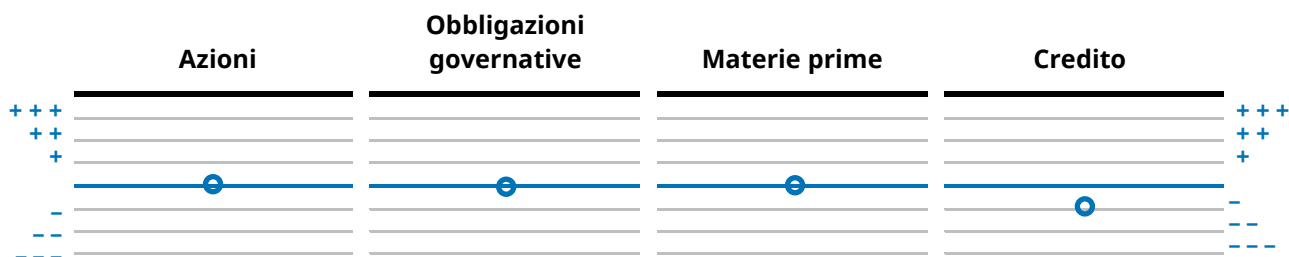 Azioni
Obbligazioni
governative
Materie prime
Credito
+ + +
+ +
+
–
– –
– – –
+ + +
+ +
+
–
– –
– – –